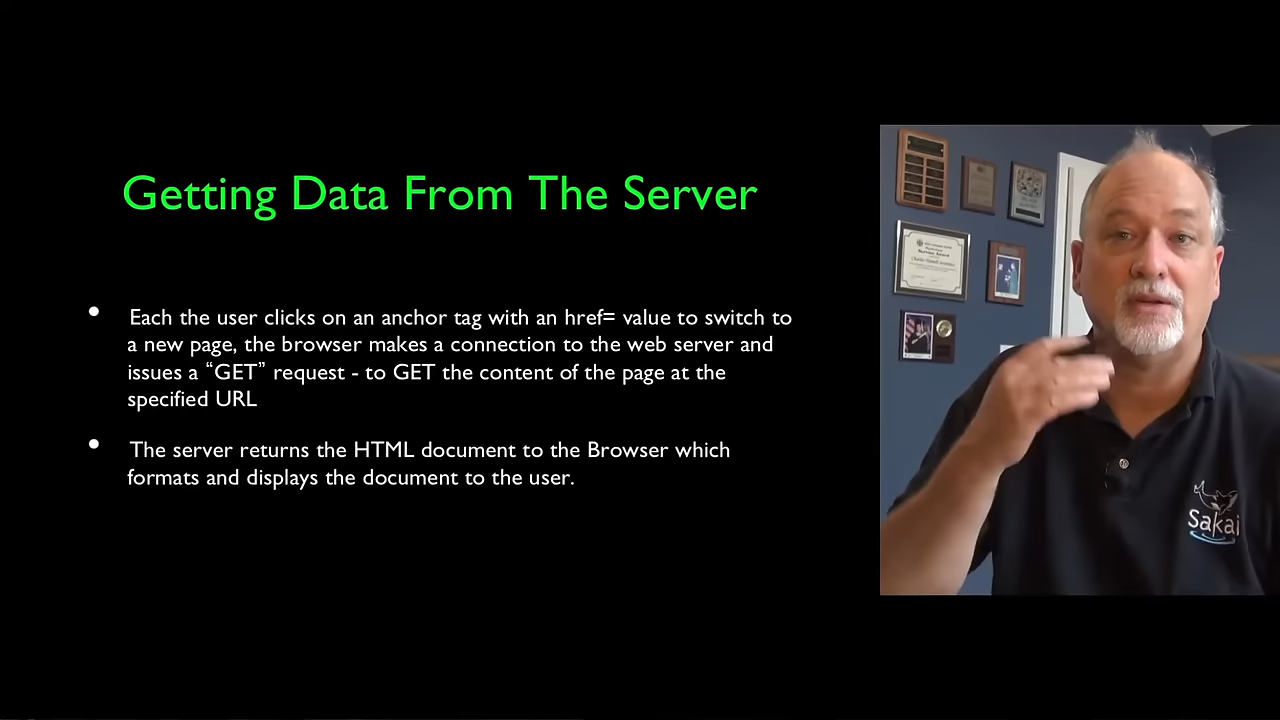 Getting Data From The Server
• Each the user clicks on an anchor tag with an href= value to switch to
a new page, the browser makes a connection to the web server and
issues a “GET” request - to GET the content of the page at the
specified URL
• The server returns the HTML document to the Browser which
formats and displays the document to the user.
Sakai